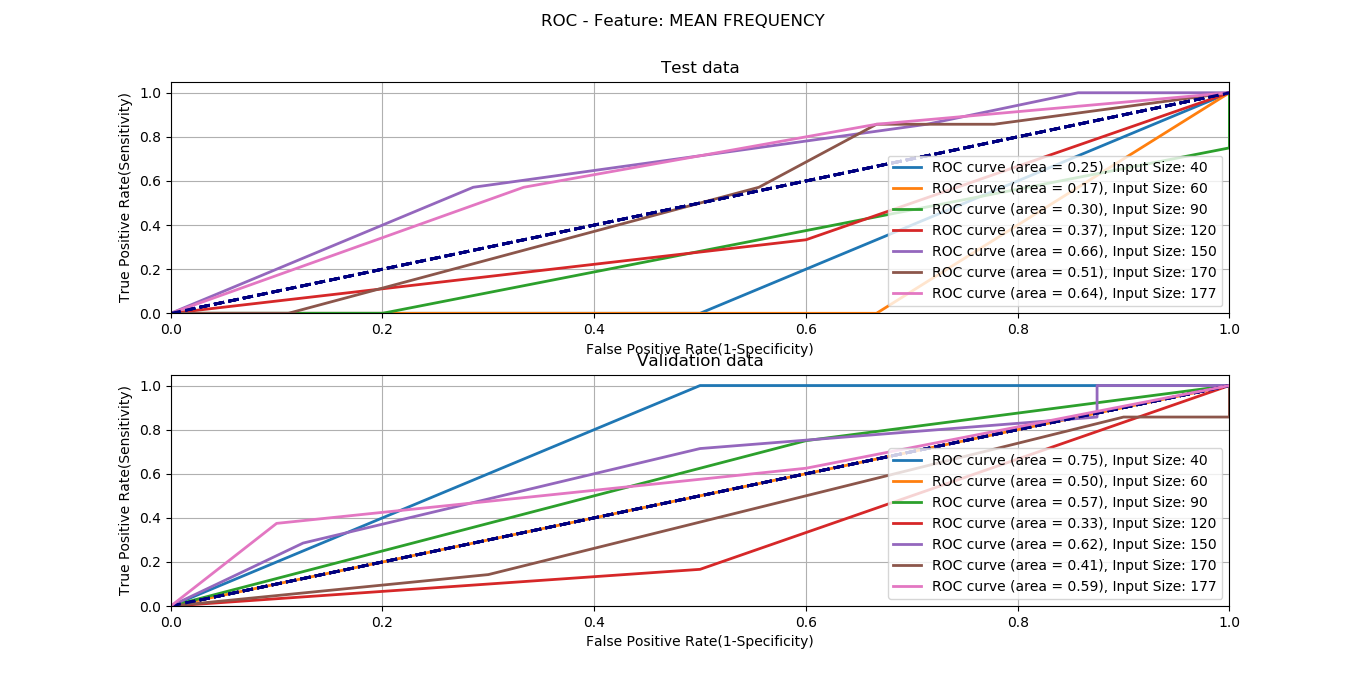 ROC - Feature: MEAN FREQUENCY
Test data
True Positive Rate(Sensitivity)
1.0
0.8
0.6
0.4
0.2
0.0
ROC curve (area = 0.25), Input Size: 40
ROC curve (area = 0.17), Input Size: 60
ROC curve (area = 0.30), Input Size: 90
ROC curve (area = 0.37), Input Size: 120
ROC curve (area = 0.66), Input Size: 150
ROC curve (area = 0.51), Input Size: 170
ROC curve (area = 0.64), Input Size: 177
0.0 0.2 0.4 0.6 0.8 1.0
False Positive Rate(1-Specificity)
Validation data
True Positive Rate(Sensitivity)
1.0
0.8
0.6
0.4
0.2
0.0
ROC curve (area = 0.75), Input Size: 40
ROC curve (area = 0.50), Input Size: 60
ROC curve (area = 0.57), Input Size: 90
ROC curve (area = 0.33), Input Size: 120
ROC curve (area = 0.62), Input Size: 150
ROC curve (area = 0.41), Input Size: 170
ROC curve (area = 0.59), Input Size: 177
0.0 0.2 0.4 0.6 0.8 1.0
False Positive Rate(1-Specificity)